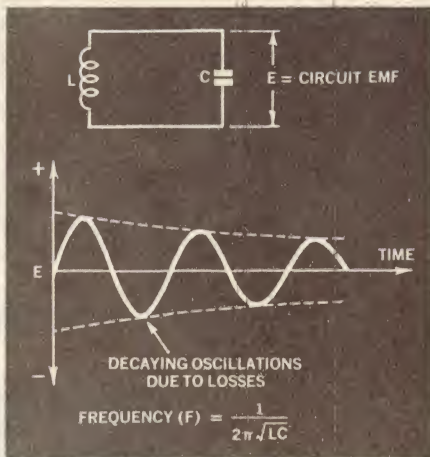 L
C
E = CIRCUIT EMF
+
E
TIME
DECAYING OSCILLATIONS
DUE TO LOSSES
−
FREQUENCY (F) = 1 / 2π√LC